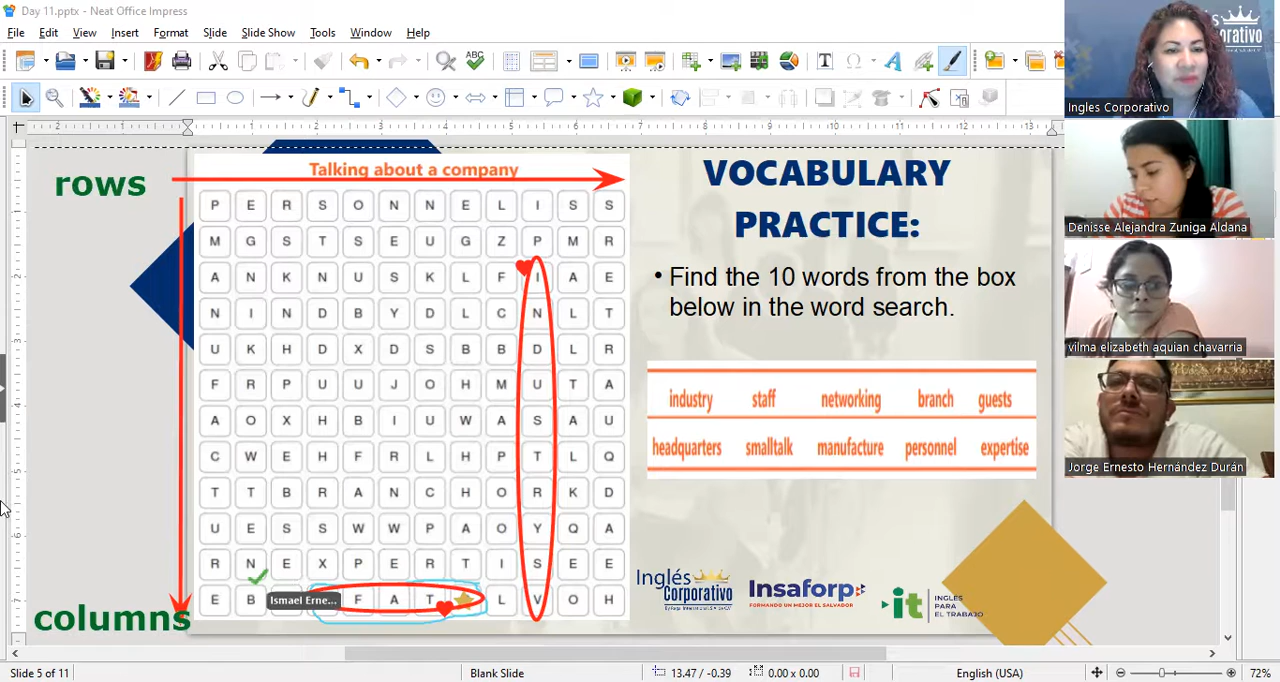 Day 11.pptx - Neat Office Impress
File Edit View Insert Format Slide Slide Show Tools Window Help
rows
Talking about a company
P E R S O N N E L I S S
M G S T S E U G Z P M R
A N K N U S K L F I A E
N I N D B Y D L C N L T
U K H D X D S B B D L R
F R P U U J O H M U T A
A O X H B I U W A S A U
C W E H F R L H P T L Q
T T B R A N C H O R K D
U E S S W W P A O Y Q A
R N E X P E R T I S E E
E B F A T L V O H
Ismael Erne...
columns
VOCABULARY
PRACTICE:
• Find the 10 words from the box
below in the word search.
industry staff networking branch guests
headquarters smalltalk manufacture personnel expertise
Inglés
Corporativo
Insaforp
FORMANDO UN MEJOR EL SALVADOR
it INGLÉS
PARA
EL TRABAJO
Ingles Corporativo
Denisse Alejandra Zuniga Aldana
vilma elizabeth aquian chavarria
Jorge Ernesto Hernández Durán
Slide 5 of 11 Blank Slide 13.47 / -0.39 0.00 x 0.00 English (USA) 72%